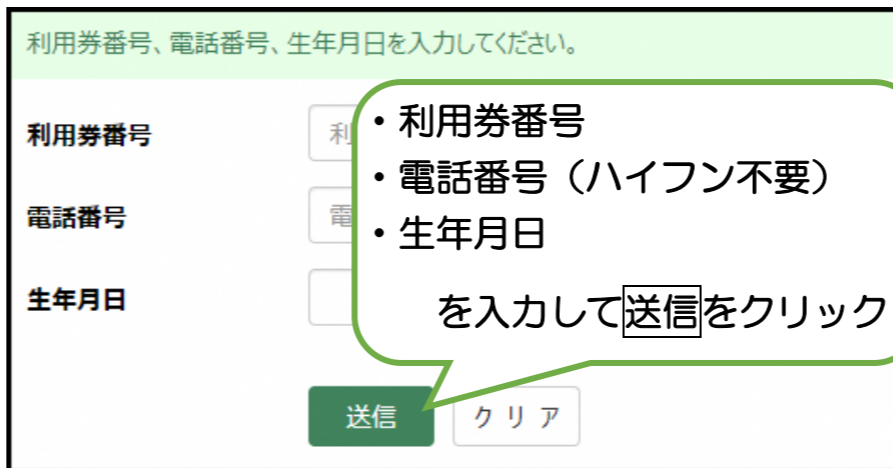 利用券番号、電話番号、生年月日を入力してください。
利用券番号
利
電話番号
電
生年月日
・利用券番号
・電話番号（ハイフン不要）
・生年月日
を入力して送信をクリック
送信
クリア